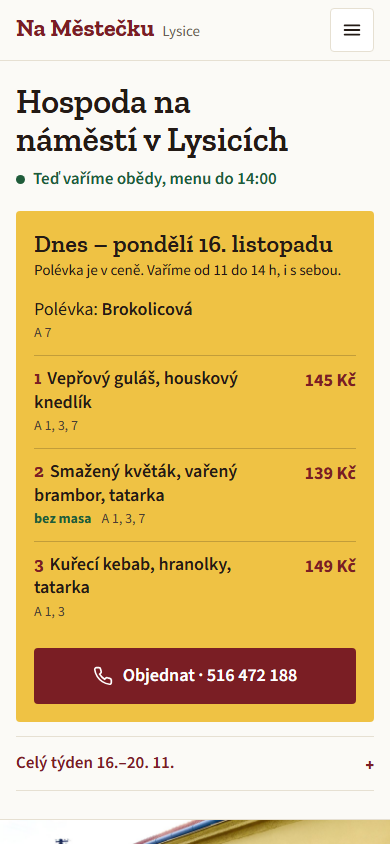 Na Městečku Lysice
Hospoda na
náměstí v Lysicích
Teď vaříme obědy, menu do 14:00
Dnes – pondělí 16. listopadu
Polévka je v ceně. Vaříme od 11 do 14 h, i s sebou.
Polévka: Brokolicová
A 7
1 Vepřový guláš, houskový 145 Kč
knedlík
A 1, 3, 7
2 Smažený květák, vařený 139 Kč
brambor, tatarka
bez masa A 1, 3, 7
3 Kuřecí kebab, hranolky, 149 Kč
tatarka
A 1, 3
Objednat · 516 472 188
Celý týden 16.–20. 11. +